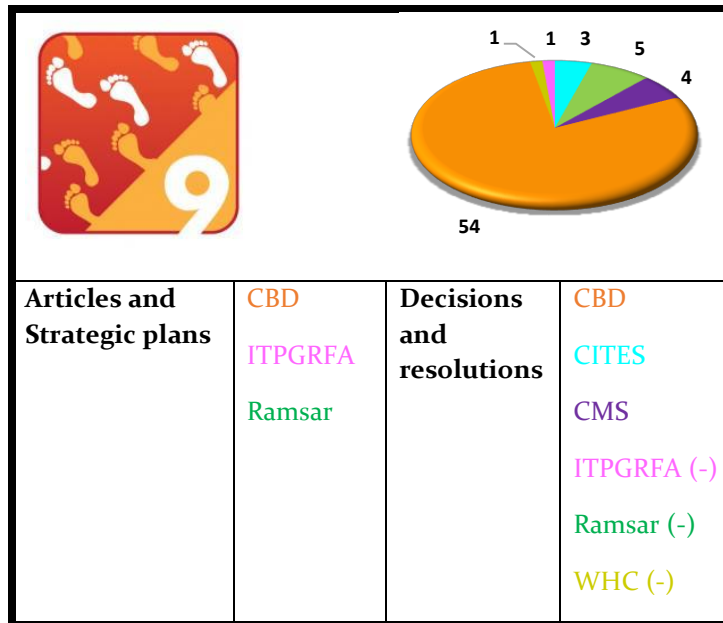 9
1
1
3
5
4
54
Articles and
Strategic plans
CBD
ITPGRFA
Ramsar
Decisions
and
resolutions
CBD
CITES
CMS
ITPGRFA (-)
Ramsar (-)
WHC (-)